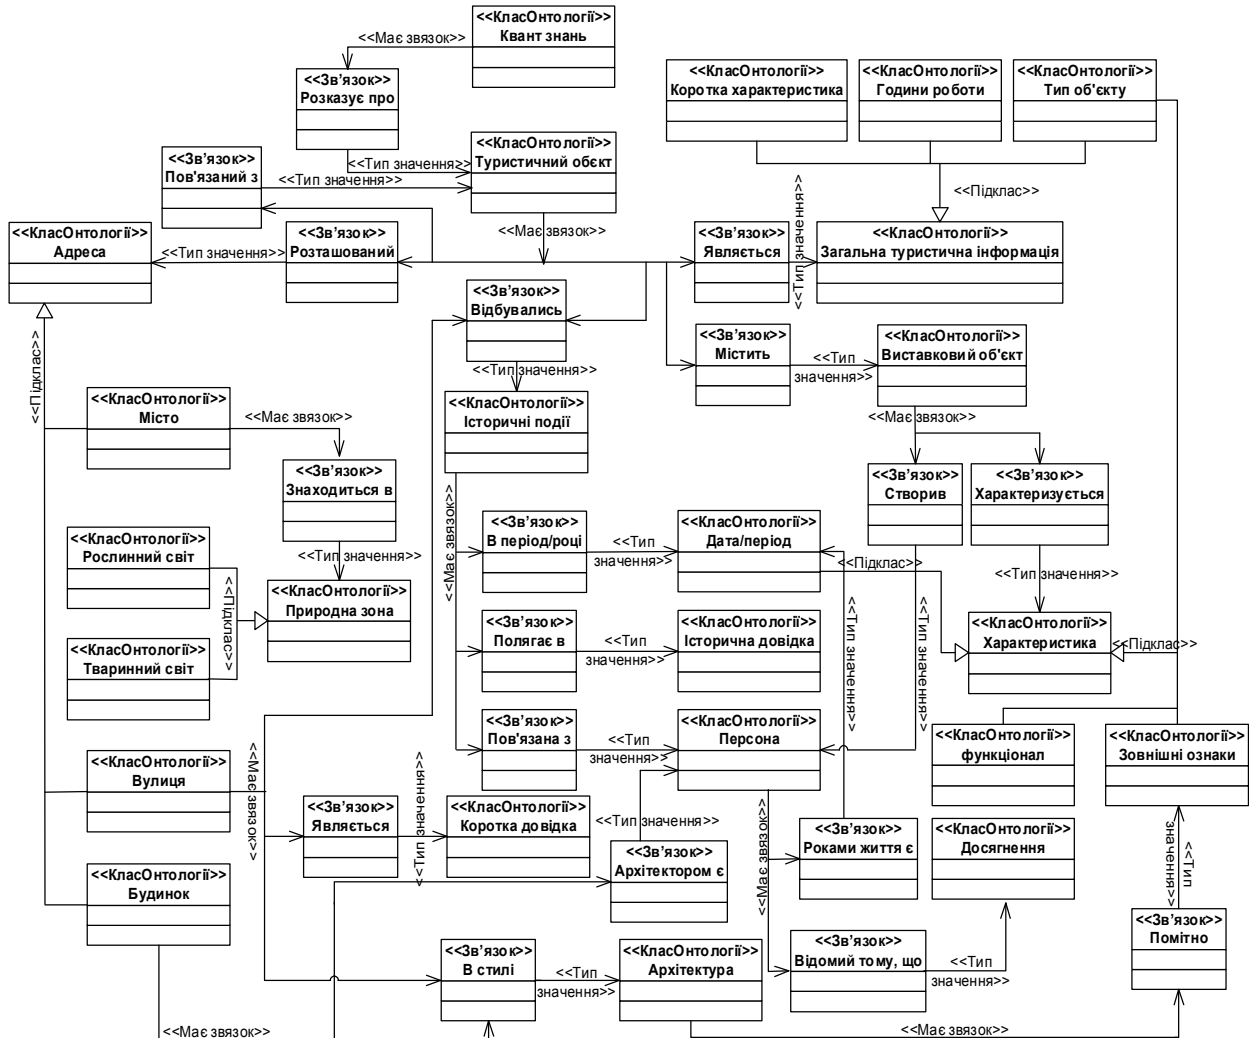 <<КласОнтології>>
Квант знань
<<Має звязок>>
<<Зв’язок>>
Розказує про
<<КласОнтології>>
Коротка характеристика
<<КласОнтології>>
Години роботи
<<КласОнтології>>
Тип об'єкту
<<КласОнтології>>
Туристичний обєкт
<<Тип значення>>
<<Зв’язок>>
Пов'язаний з
<<Тип значення>>
<<Підклас>>
<<КласОнтології>>
Адреса
<<Тип значення>>
<<Зв’язок>>
Розташований
<<Має звязок>>
<<Зв’язок>>
Являється
<<Тип значення>>
<<КласОнтології>>
Загальна туристична інформація
<<Зв’язок>>
Відбувались
<<Тип значення>>
<<Зв’язок>>
Містить
<<Тип
значення>>
<<КласОнтології>>
Виставковий об'єкт
<<Підклас>>
<<КласОнтології>>
Місто
<<Має звязок>>
<<КласОнтології>>
Історичні події
<<Має звязок>>
<<Зв’язок>>
Знаходиться в
<<Зв’язок>>
Створив
<<Зв’язок>>
Характеризується
<<Має звязок>>
<<КласОнтології>>
Рослинний світ
<<Тип значення>>
<<Зв’язок>>
В період/році
<<Тип
значення>>
<<КласОнтології>>
Дата/період
<<Підклас>>
<<Тип значення>>
<<Підклас>>
<<КласОнтології>>
Природна зона
<<КласОнтології>>
Тваринний світ
<<Зв’язок>>
Полягає в
<<Тип
значення>>
<<КласОнтології>>
Історична довідка
<<Тип значення>>
<<Тип значення>>
<<КласОнтології>>
Характеристика
<<Підклас>>
<<Зв’язок>>
Пов'язана з
<<Тип
значення>>
<<КласОнтології>>
Персона
<<КласОнтології>>
функціонал
<<КласОнтології>>
Зовнішні ознаки
<<КласОнтології>>
Вулиця
<<Має звязок>>
<<Зв’язок>>
Являється
<<Тип значення>>
<<КласОнтології>>
Коротка довідка
<<Тип значення>>
<<Зв’язок>>
Архітектором є
<<Має звязок>>
<<Зв’язок>>
Роками життя є
<<КласОнтології>>
Досягнення
<<Тип
значення>>
<<КласОнтології>>
Будинок
<<Зв’язок>>
Помітно
<<Зв’язок>>
В стилі
<<Тип
значення>>
<<КласОнтології>>
Архітектура
<<Зв’язок>>
Відомий тому, що
<<Тип
значення>>
<<Має звязок>>
<<Має звязок>>